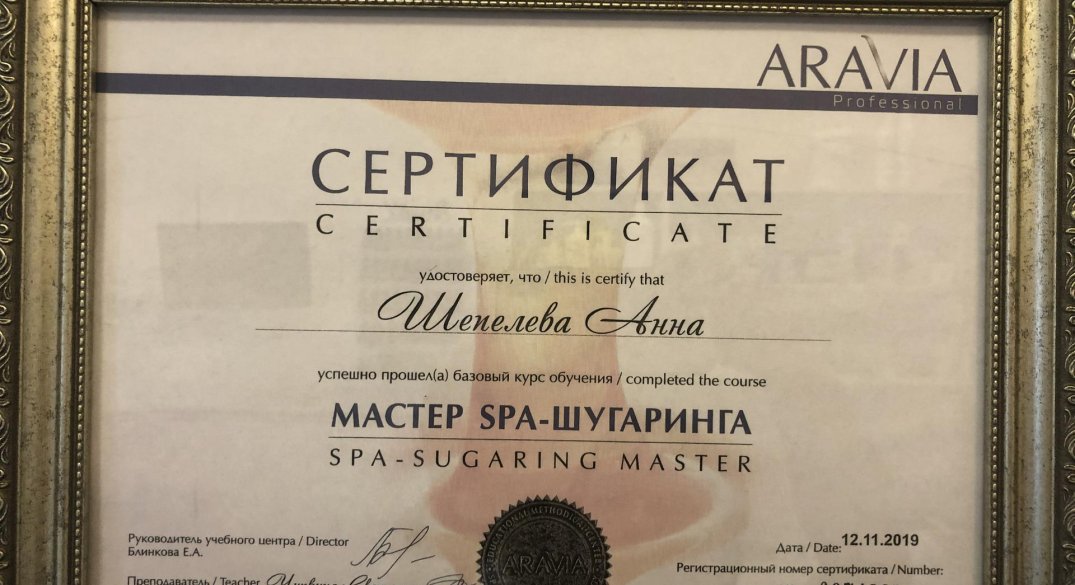 ARAVIA
Professional
СЕРТИФИКАТ
CERTIFICATE
удостоверяет, что / this is certify that
Шепелева Анна
успешно прошел(а) базовый курс обучения / completed the course
МАСТЕР SPA-ШУГАРИНГА
SPA-SUGARING MASTER
Руководитель учебного центра / Director
Блинкова Е.А.
Дата / Date: 12.11.2019
Регистрационный номер сертификата / Number:
Преподаватель / Teacher
ARAVIA